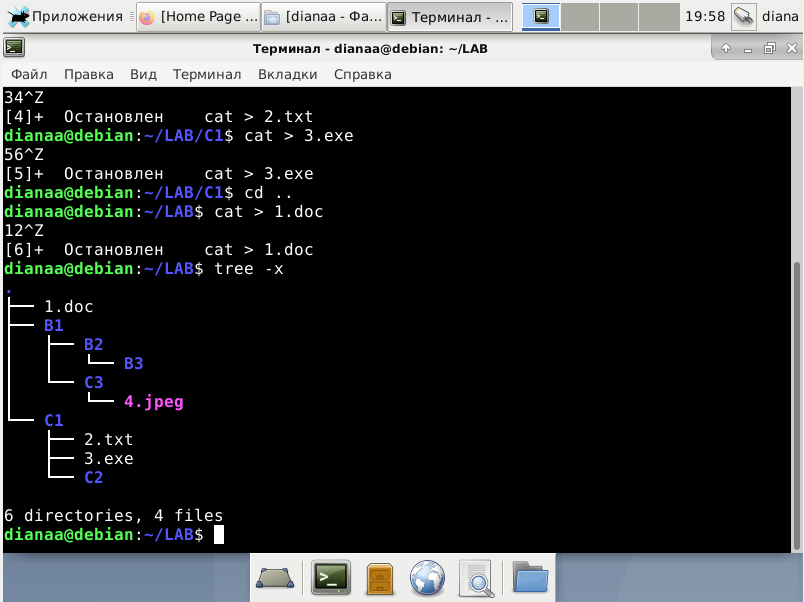 Приложения [Home Page ... [dianaa - Фа... Терминал - ... 19:58 diana
Терминал - dianaa@debian: ~/LAB
Файл Правка Вид Терминал Вкладки Справка
34^Z
[4]+  Остановлен    cat > 2.txt
dianaa@debian:~/LAB/C1$ cat > 3.exe
56^Z
[5]+  Остановлен    cat > 3.exe
dianaa@debian:~/LAB/C1$ cd ..
dianaa@debian:~/LAB$ cat > 1.doc
12^Z
[6]+  Остановлен    cat > 1.doc
dianaa@debian:~/LAB$ tree -x
.
├── 1.doc
├── B1
│   ├── B2
│   │   └── B3
│   └── C3
│       └── 4.jpeg
└── C1
    ├── 2.txt
    ├── 3.exe
    └── C2
6 directories, 4 files
dianaa@debian:~/LAB$